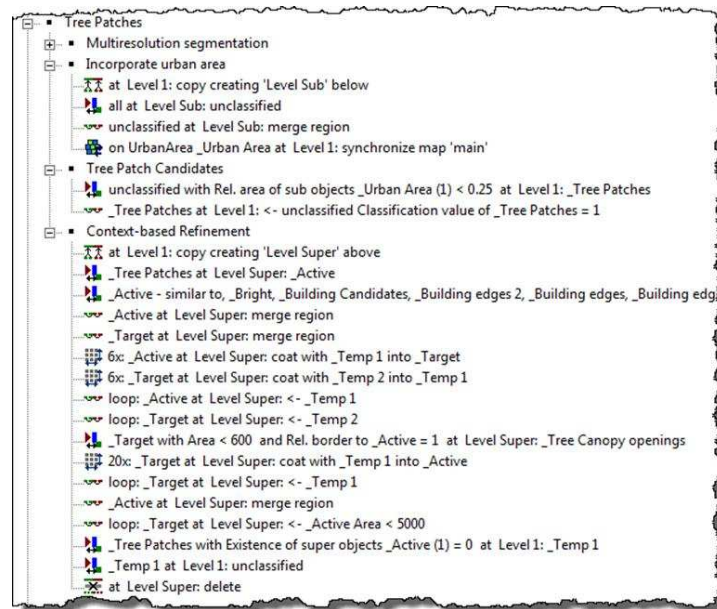 Tree Patches
Multiresolution segmentation
Incorporate urban area
at Level 1: copy creating 'Level Sub' below
all at Level Sub: unclassified
unclassified at Level Sub: merge region
on UrbanArea _Urban Area at Level 1: synchronize map 'main'
Tree Patch Candidates
unclassified with Rel. area of sub objects _Urban Area (1) < 0.25 at Level 1: _Tree Patches
_Tree Patches at Level 1: <- unclassified Classification value of _Tree Patches = 1
Context-based Refinement
at Level 1: copy creating 'Level Super' above
_Tree Patches at Level Super: _Active
_Active - similar to, _Bright, _Building Candidates, _Building edges 2, _Building edges, _Building edg
_Active at Level Super: merge region
_Target at Level Super: merge region
6x: _Active at Level Super: coat with _Temp 1 into _Target
6x: _Target at Level Super: coat with _Temp 2 into _Temp 1
loop: _Active at Level Super: <- _Temp 1
loop: _Target at Level Super: <- _Temp 2
_Target with Area < 600 and Rel. border to _Active = 1 at Level Super: _Tree Canopy openings
20x: _Target at Level Super: coat with _Temp 1 into _Active
loop: _Target at Level Super: <- _Temp 1
_Active at Level Super: merge region
loop: _Target at Level Super: <- _Active Area < 5000
_Tree Patches with Existence of super objects _Active (1) = 0 at Level 1: _Temp 1
_Temp 1 at Level 1: unclassified
at Level Super: delete